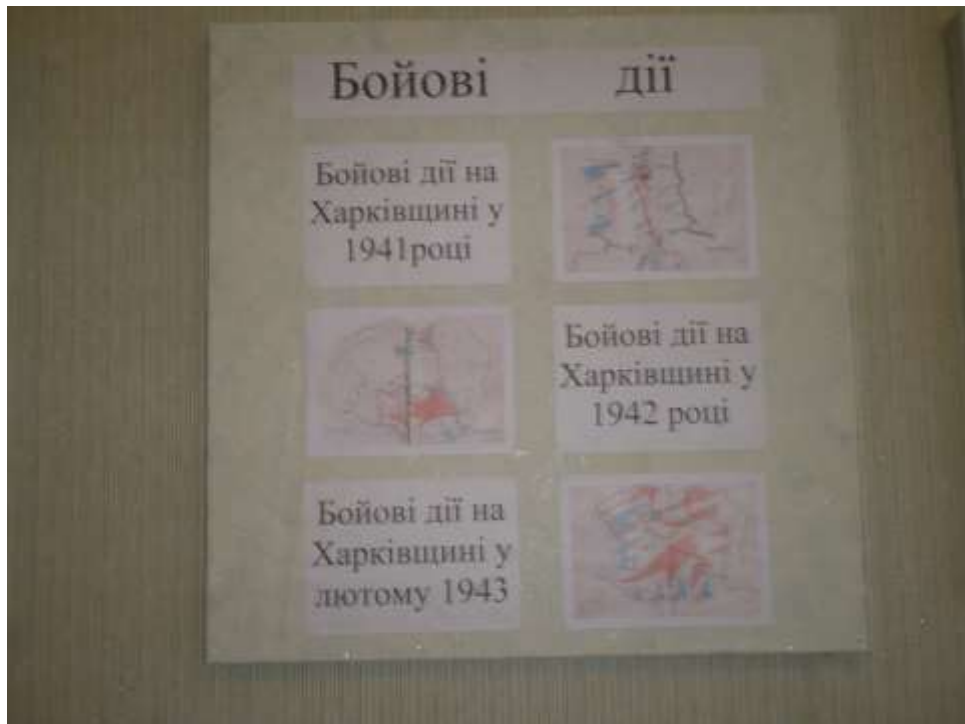 Бойові дії
Бойові дії на
Харківщині у
1941році
Бойові дії на
Харківщині у
1942 році
Бойові дії на
Харківщині у
лютому 1943